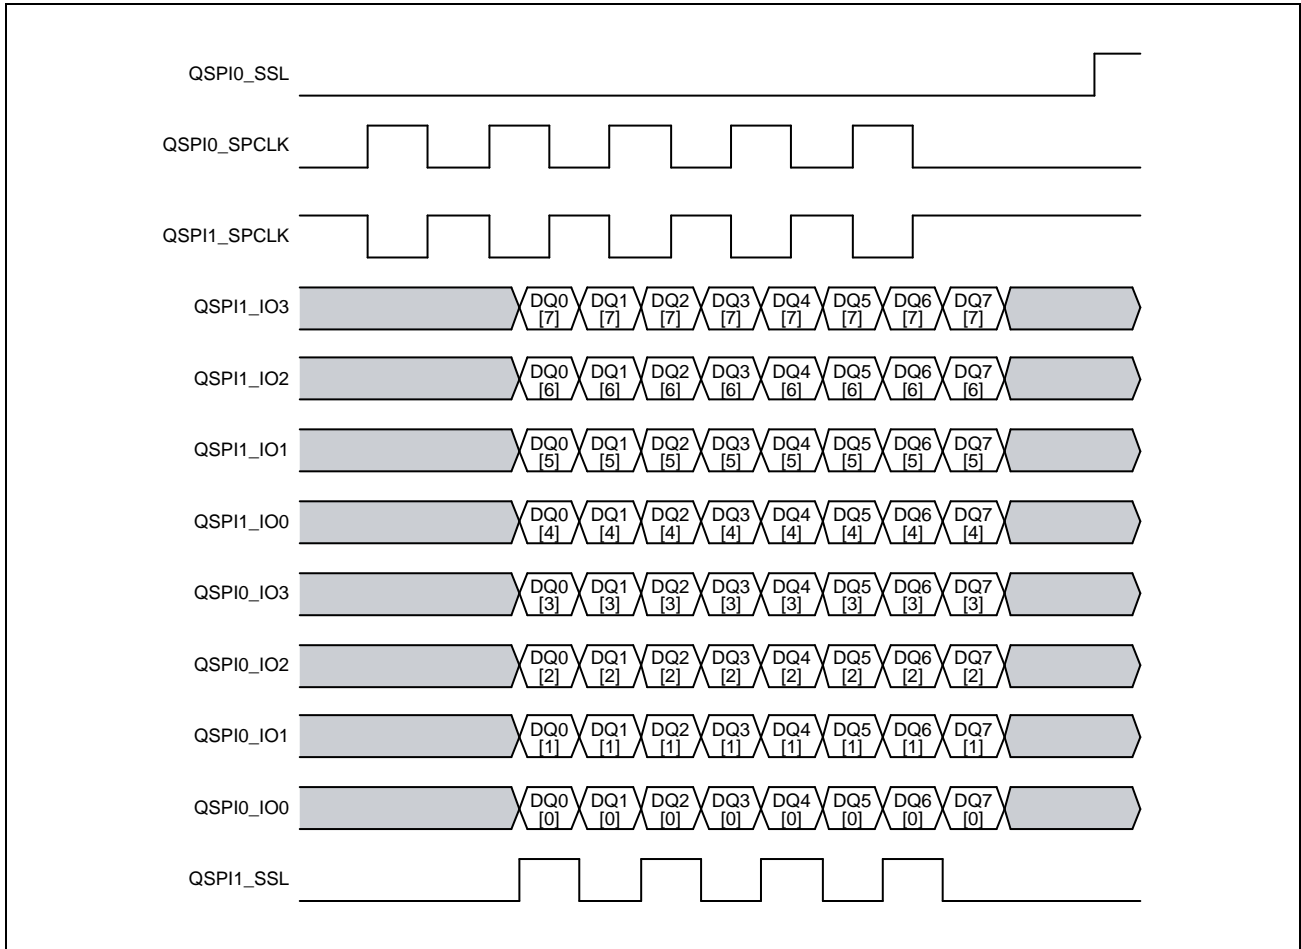 QSPI0_SSL
QSPI0_SPCLK
QSPI1_SPCLK
QSPI1_IO3
DQ0 DQ1 DQ2 DQ3 DQ4 DQ5 DQ6 DQ7
[7] [7] [7] [7] [7] [7] [7] [7]
QSPI1_IO2
DQ0 DQ1 DQ2 DQ3 DQ4 DQ5 DQ6 DQ7
[6] [6] [6] [6] [6] [6] [6] [6]
QSPI1_IO1
DQ0 DQ1 DQ2 DQ3 DQ4 DQ5 DQ6 DQ7
[5] [5] [5] [5] [5] [5] [5] [5]
QSPI1_IO0
DQ0 DQ1 DQ2 DQ3 DQ4 DQ5 DQ6 DQ7
[4] [4] [4] [4] [4] [4] [4] [4]
QSPI0_IO3
DQ0 DQ1 DQ2 DQ3 DQ4 DQ5 DQ6 DQ7
[3] [3] [3] [3] [3] [3] [3] [3]
QSPI0_IO2
DQ0 DQ1 DQ2 DQ3 DQ4 DQ5 DQ6 DQ7
[2] [2] [2] [2] [2] [2] [2] [2]
QSPI0_IO1
DQ0 DQ1 DQ2 DQ3 DQ4 DQ5 DQ6 DQ7
[1] [1] [1] [1] [1] [1] [1] [1]
QSPI0_IO0
DQ0 DQ1 DQ2 DQ3 DQ4 DQ5 DQ6 DQ7
[0] [0] [0] [0] [0] [0] [0] [0]
QSPI1_SSL